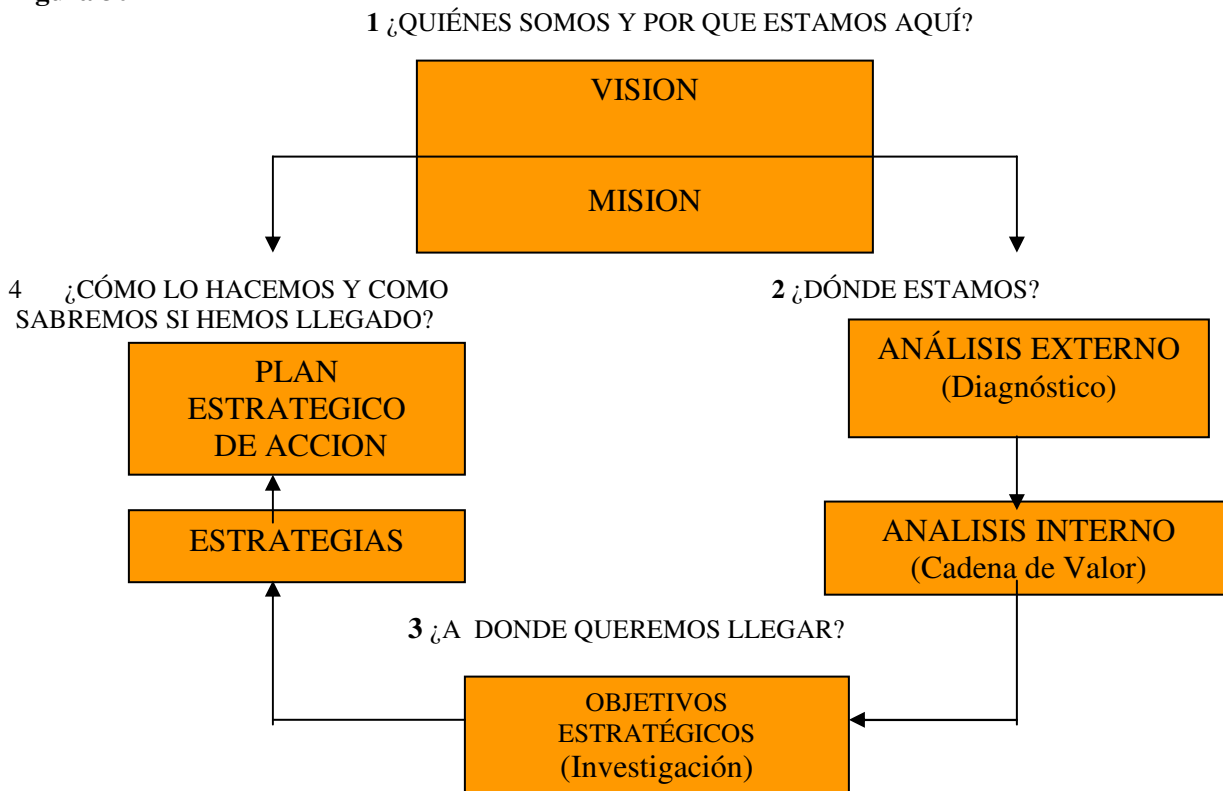 1 ¿QUIÉNES SOMOS Y POR QUE ESTAMOS AQUÍ?
VISION
MISION
4 ¿CÓMO LO HACEMOS Y COMO
SABREMOS SI HEMOS LLEGADO?
PLAN
ESTRATEGICO
DE ACCION
ESTRATEGIAS
2 ¿DÓNDE ESTAMOS?
ANÁLISIS EXTERNO
(Diagnóstico)
ANALISIS INTERNO
(Cadena de Valor)
3 ¿A DONDE QUEREMOS LLEGAR?
OBJETIVOS
ESTRATÉGICOS
(Investigación)